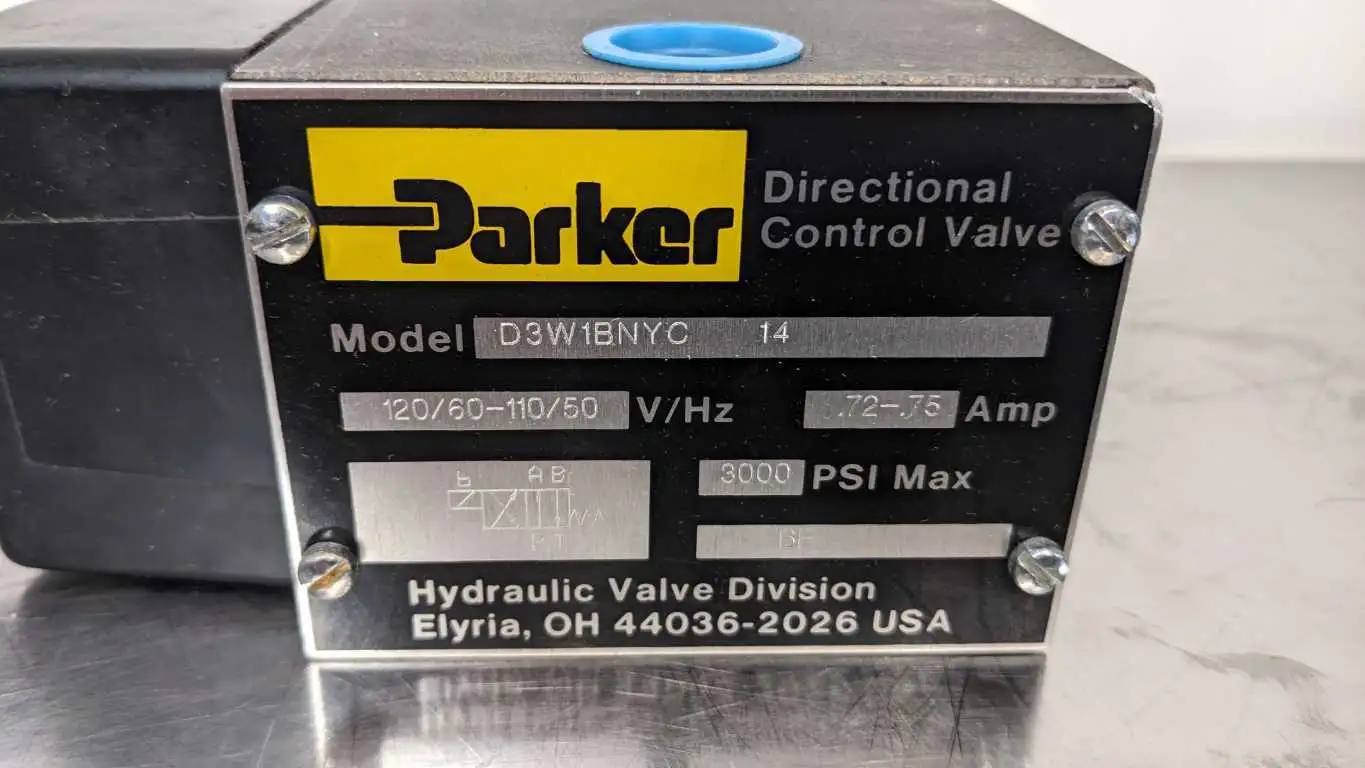 Parker
Directional
Control Valve
Model D3W1BNYC 14
120/60-110/50 V/Hz .72-.75 Amp
A B
3000 PSI Max
P T
Hydraulic Valve Division
Elyria, OH 44036-2026 USA